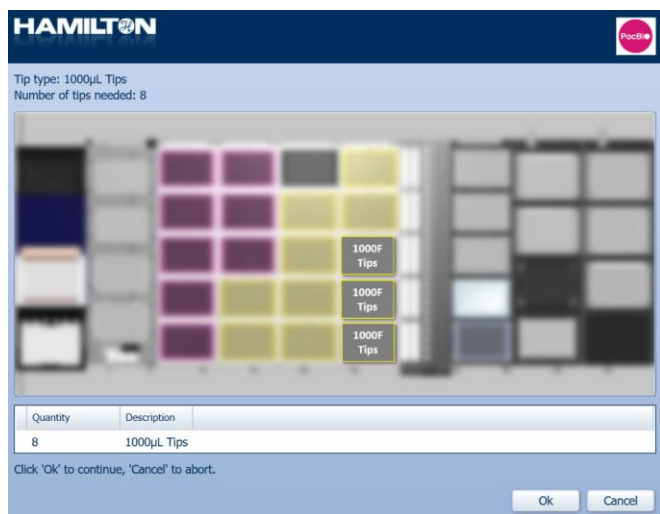 HAMILTON
PacBio
Tip type: 1000µL Tips
Number of tips needed: 8
1000F
Tips
1000F
Tips
1000F
Tips
Quantity Description
8 1000µL Tips
Click 'Ok' to continue, 'Cancel' to abort.
Ok Cancel